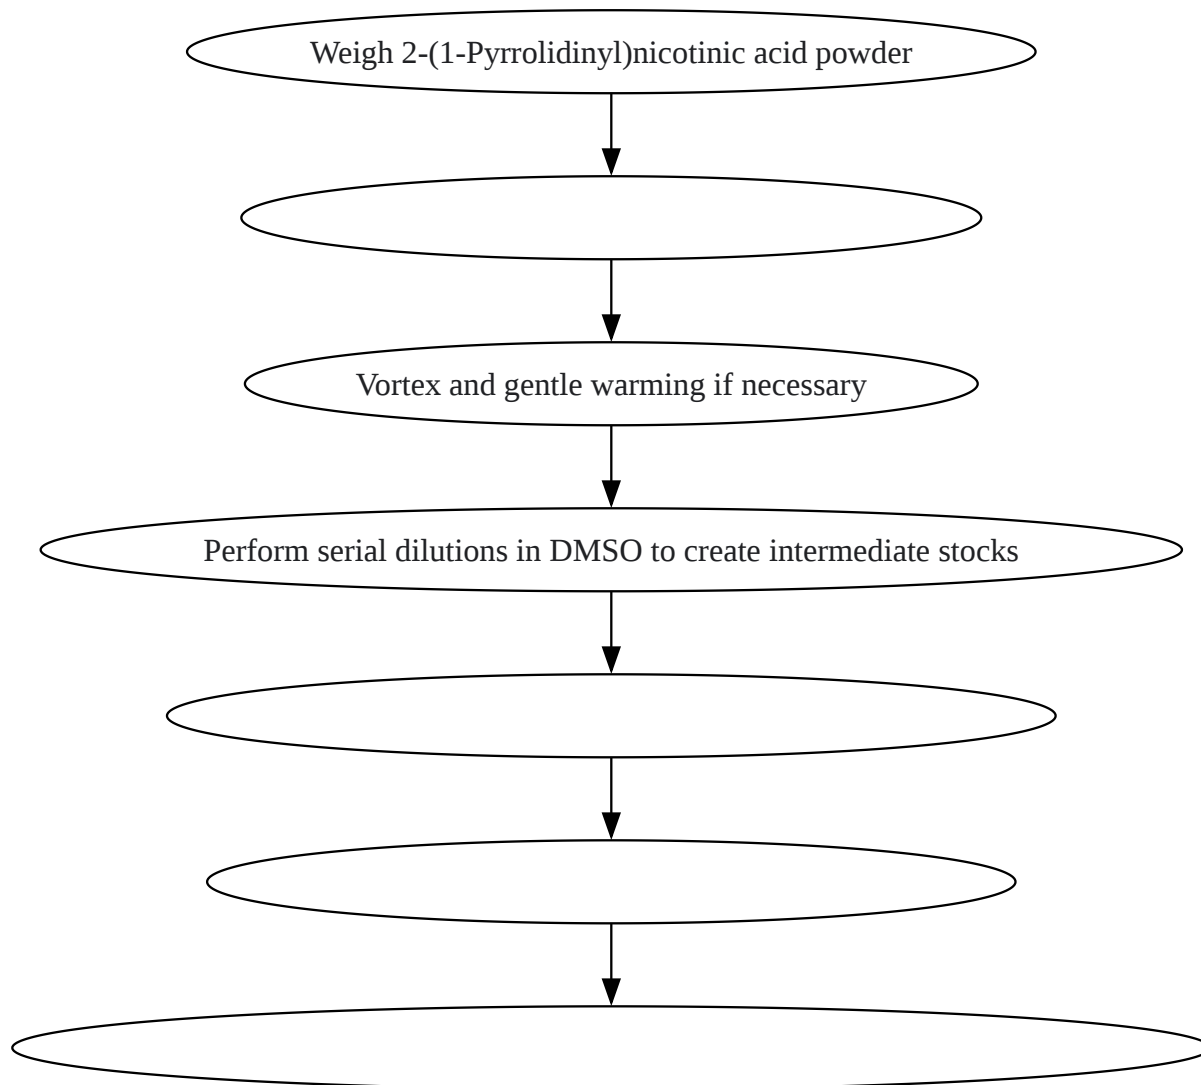 Weigh 2-(1-Pyrrolidinyl)nicotinic acid powder
Vortex and gentle warming if necessary
Perform serial dilutions in DMSO to create intermediate stocks